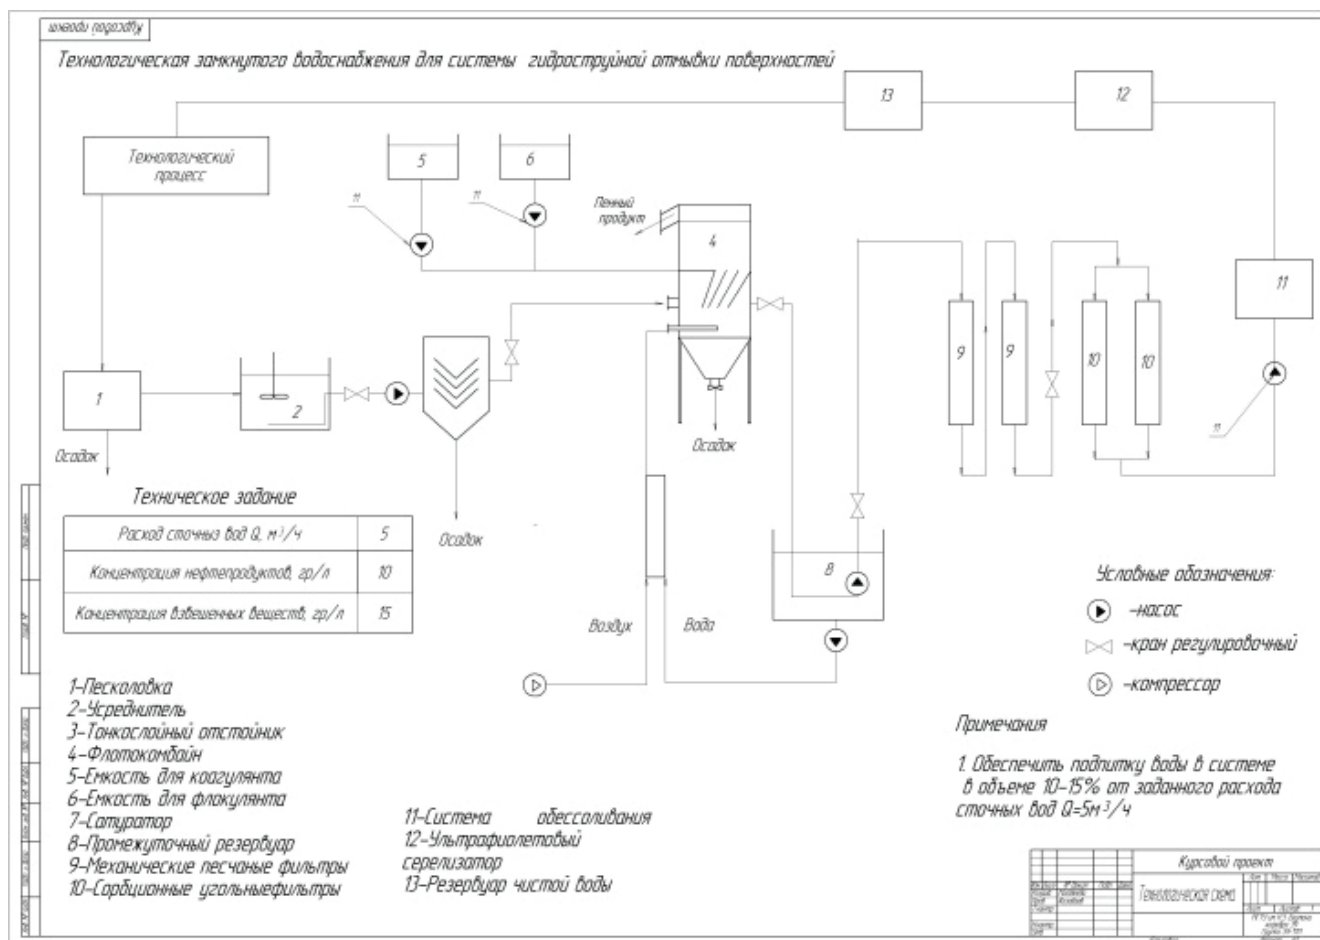 Курсовой проект
Технологическая замкнутого водоснабжения для системы гидроструйной отмывки поверхностей
13
12
Технологический
процесс
5
6
11
11
Пенный
продукт
4
11
9
9
10
10
1
2
11
Осадок
Осадок
Осадок
Техническое задание
Расход сточныз вод Q, м³/ч 5
Концентрация нефтепродуктов, гр/л 10
Концентрация взвешенных веществ, гр/л 15
8
Воздух
Вода
Условные обозначения:
-насос
-кран регулировочный
-компрессор
1-Песколовка
2-Усреднитель
3-Тонкослойный отстойник
4-Флотокомбайн
5-Емкость для коагулянта
6-Емкость для флокулянта
7-Сатуратор
8-Промежуточный резервуар
9-Механические песчаные фильтры
10-Сорбционные угольныефильтры
11-Система обессоливания
12-Ультрафиолетовый
серелизатор
13-Резервуар чистой воды
Примечания
1. Обеспечить подпитку воды в системе
в объеме 10-15% от заданного расхода
сточных вод Q=5м³/ч
Курсовой проект
Технологическая схема